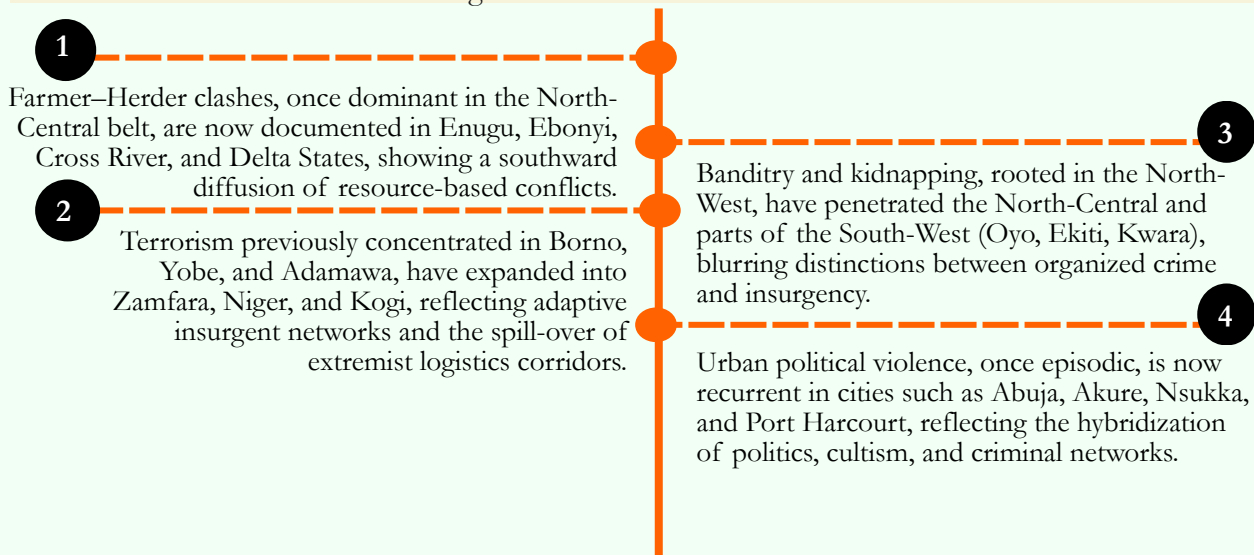 1
Farmer–Herder clashes, once dominant in the North-
Central belt, are now documented in Enugu, Ebonyi,
Cross River, and Delta States, showing a southward
diffusion of resource-based conflicts.
2
Terrorism previously concentrated in Borno,
Yobe, and Adamawa, have expanded into
Zamfara, Niger, and Kogi, reflecting adaptive
insurgent networks and the spill-over of
extremist logistics corridors.
3
Banditry and kidnapping, rooted in the North-
West, have penetrated the North-Central and
parts of the South-West (Oyo, Ekiti, Kwara),
blurring distinctions between organized crime
and insurgency.
4
Urban political violence, once episodic, is now
recurrent in cities such as Abuja, Akure, Nsukka,
and Port Harcourt, reflecting the hybridization
of politics, cultism, and criminal networks.